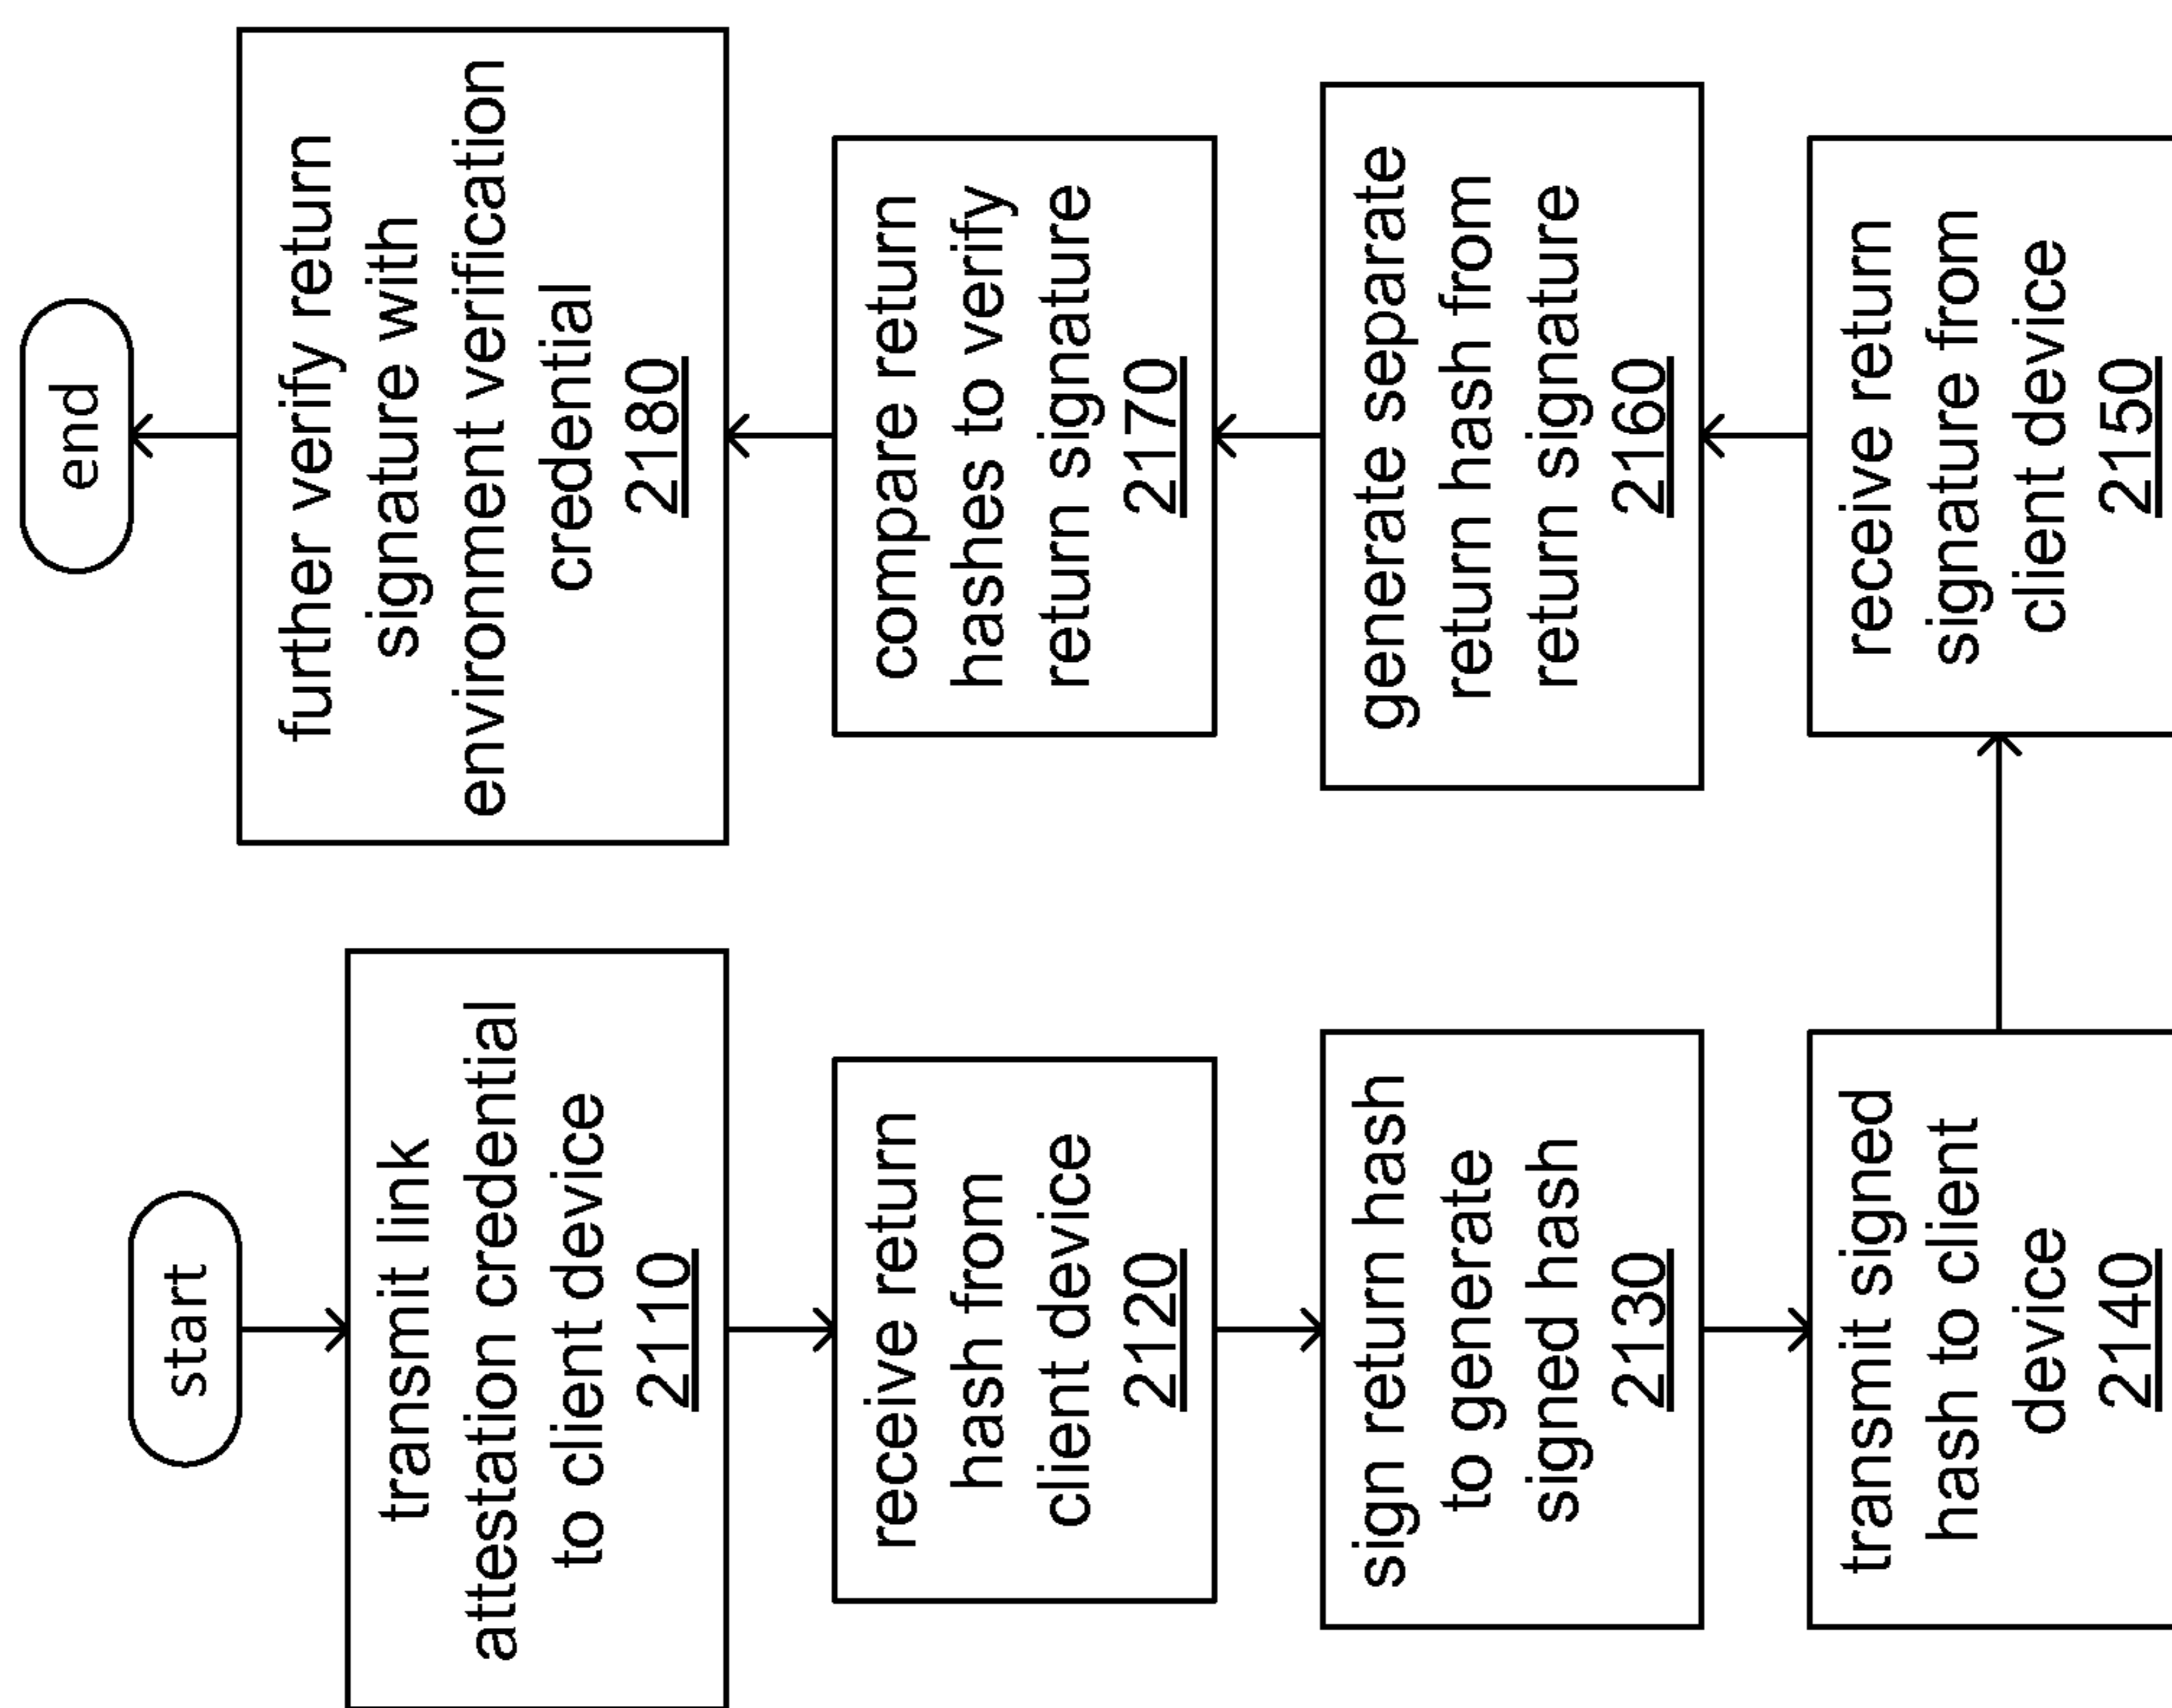 start
transmit link
attestation credential
to client device
2110
receive return
hash from
client device
2120
sign return hash
to generate
signed hash
2130
transmit signed
hash to client
device
2140
receive return
signature from
client device
2150
generate separate
return hash from
return signature
2160
compare return
hashes to verify
return signature
2170
further verify return
signature with
environment verification
credential
2180
end